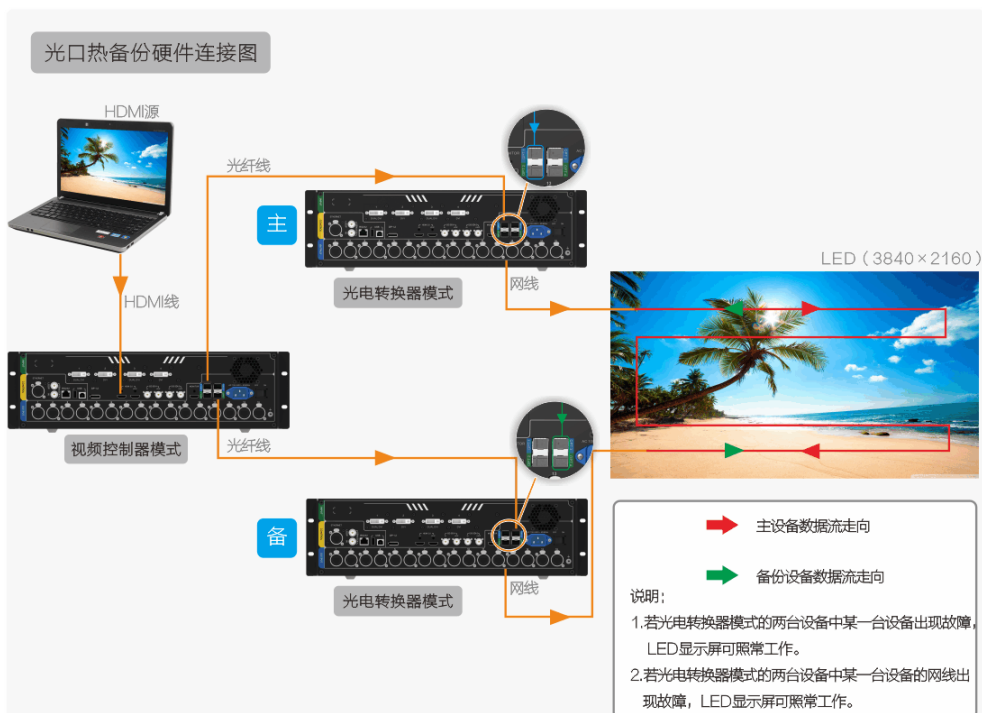 光口热备份硬件连接图
HDMI源
光纤线
主
光电转换器模式
网线
LED（3840×2160）
HDMI线
视频控制器模式
光纤线
备
光电转换器模式
网线
主设备数据流走向
备份设备数据流走向
说明：
1.若光电转换器模式的两台设备中某一台设备出现故障，
LED显示屏可照常工作。
2.若光电转换器模式的两台设备中某一台设备的网线出
现故障，LED显示屏可照常工作。